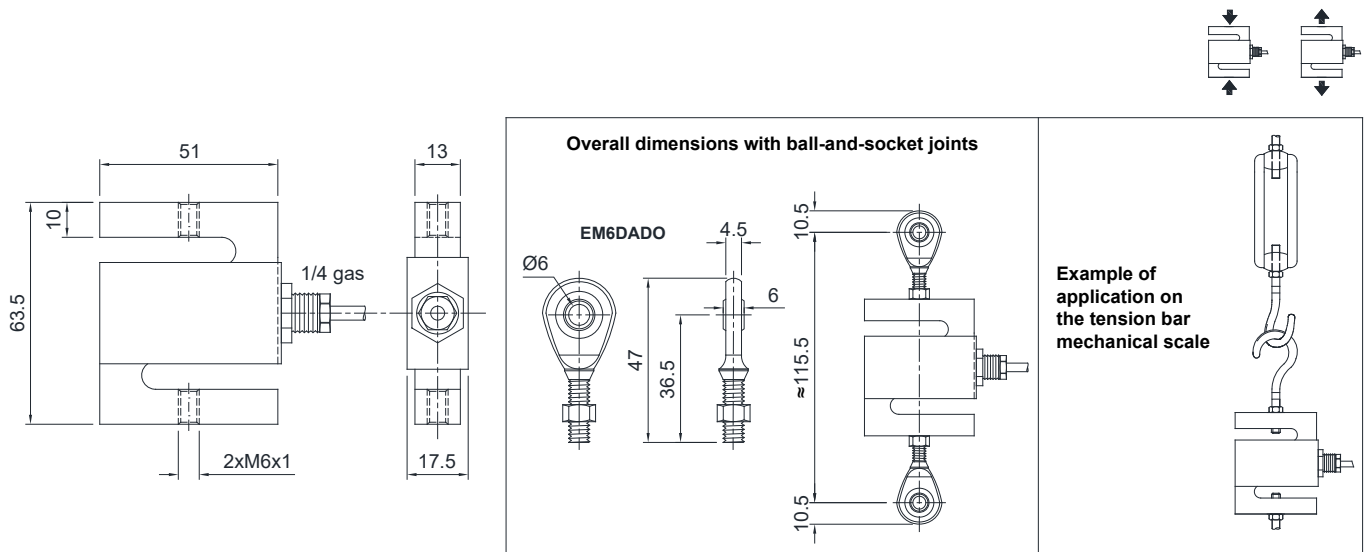 51
13
10
63.5
1/4 gas
2xM6x1
17.5
Overall dimensions with ball-and-socket joints
EM6DADO
Ø6
4.5
6
47
36.5
10.5
≈115.5
10.5
Example of
application on
the tension bar
mechanical scale